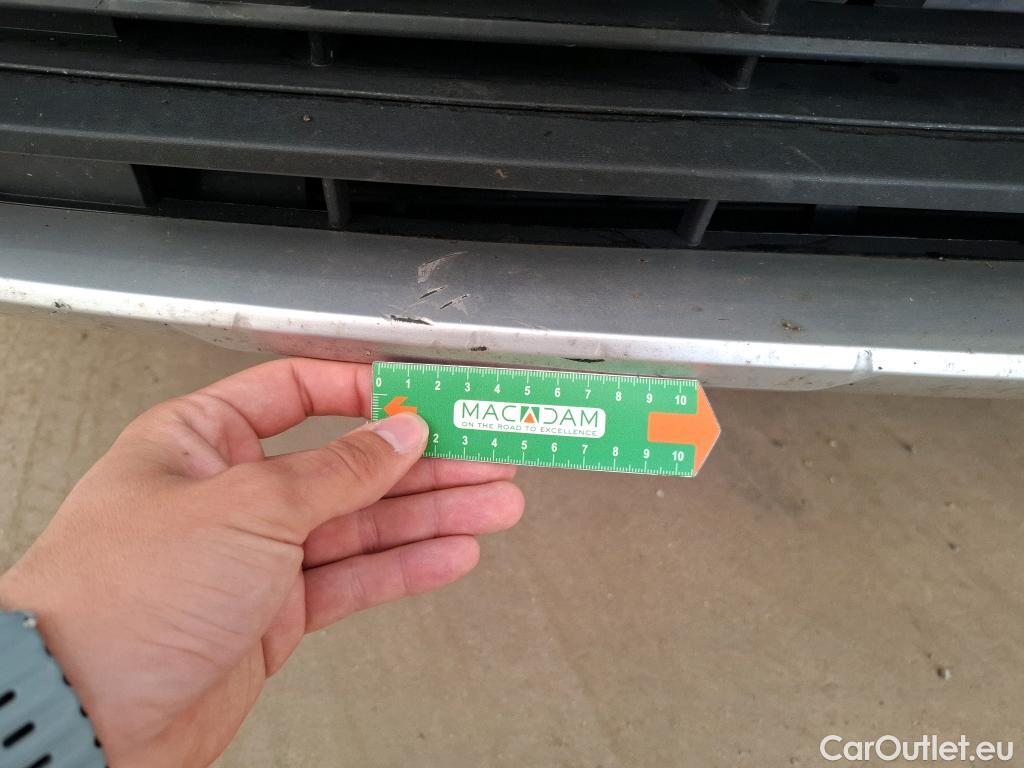 0 1 2 3 4 5 6 7 8 9 10
MACADAM
ON THE ROAD TO EXCELLENCE
2 3 4 5 6 7 8 9 10
CarOutlet.eu